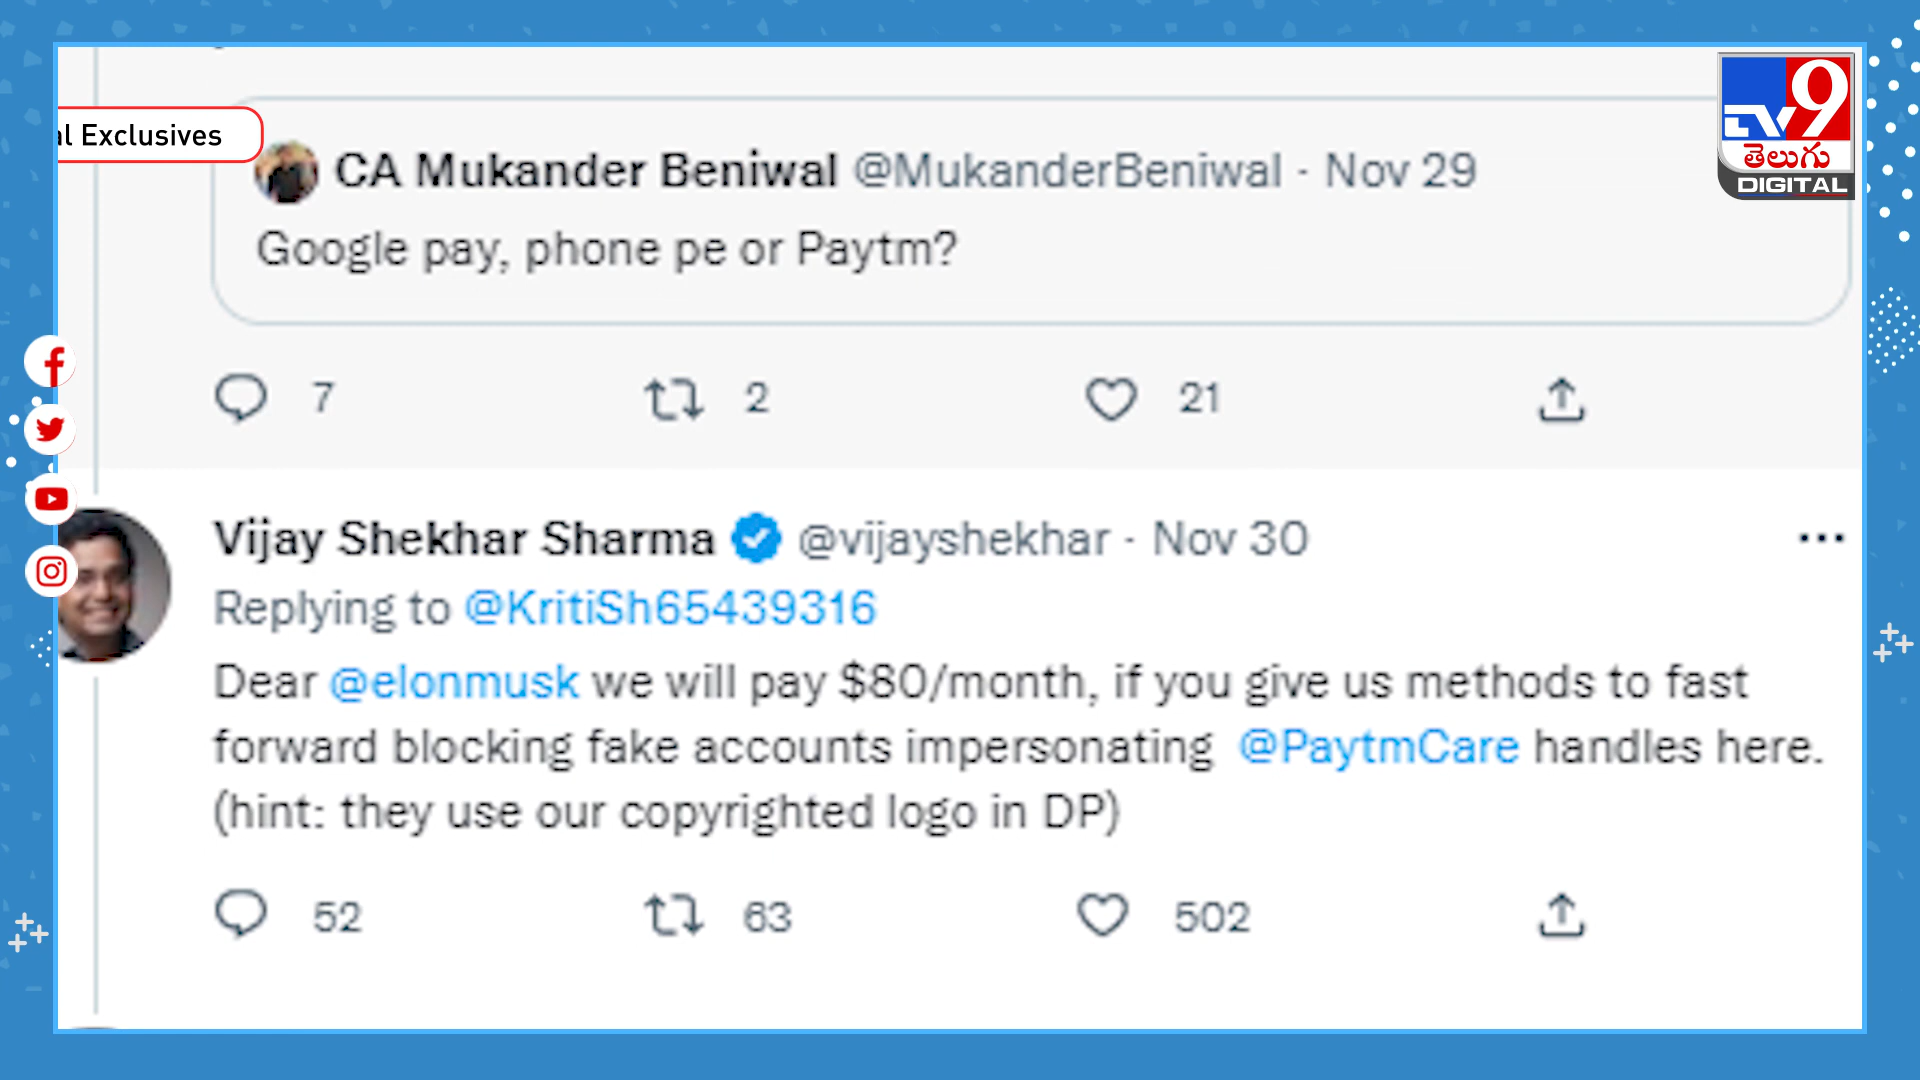 al Exclusives
TV9
తెలుగు
DIGITAL
CA Mukander Beniwal @MukanderBeniwal · Nov 29
Google pay, phone pe or Paytm?
7 2 21
Vijay Shekhar Sharma @vijayshekhar · Nov 30
Replying to @KritiSh65439316
Dear @elonmusk we will pay $80/month, if you give us methods to fast
forward blocking fake accounts impersonating @PaytmCare handles here.
(hint: they use our copyrighted logo in DP)
52 63 502